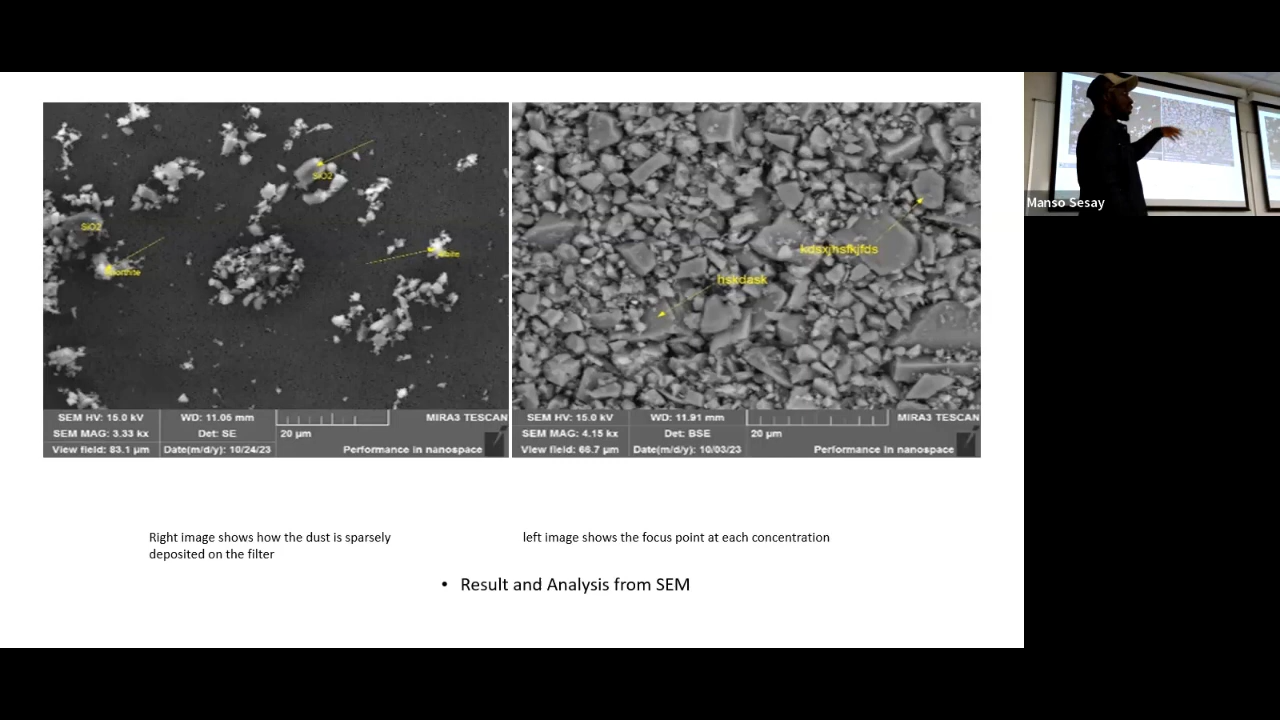 SiO2
SiO2
kdsxjhsfkjfds
hskdask
SEM HV: 15.0 kV
WD: 11.05 mm
MIRA3 TESCAN
SEM MAG: 3.33 kx
Det: SE
20 µm
View field: 83.1 µm
Date(m/d/y): 10/24/23
Performance in nanospace
SEM HV: 15.0 kV
WD: 11.91 mm
MIRA3 TESCAN
SEM MAG: 4.15 kx
Det: BSE
20 µm
View field: 66.7 µm
Date(m/d/y): 10/03/23
Performance in nanospace
Right image shows how the dust is sparsely
deposited on the filter
left image shows the focus point at each concentration
• Result and Analysis from SEM
Manso Sesay